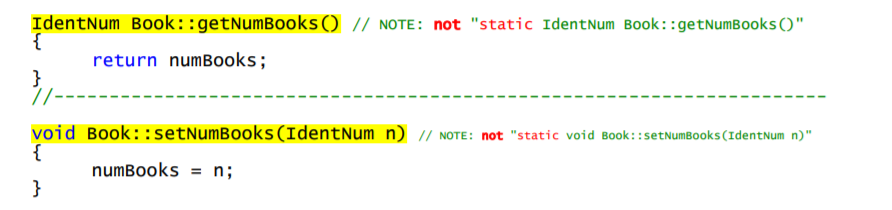 IdentNum Book::getNumBooks() // NOTE: not "static IdentNum Book::getNumBooks()"
{
return numBooks;
}
//----------------------------------------------------------------------
void Book::setNumBooks(IdentNum n) // NOTE: not "static void Book::setNumBooks(IdentNum n)"
{
numBooks = n;
}